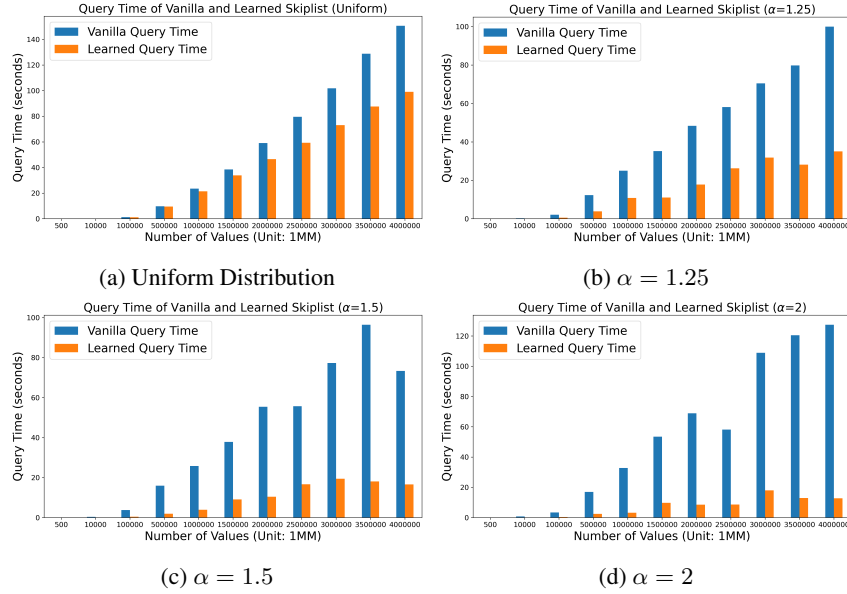 Query Time of Vanilla and Learned Skiplist (Uniform)
Vanilla Query Time
Learned Query Time
Query Time (seconds)
140
120
100
80
60
40
20
0
500 10000 100000 500000 1000000 1500000 2000000 2500000 3000000 3500000 4000000
Number of Values (Unit: 1MM)
(a) Uniform Distribution
Query Time of Vanilla and Learned Skiplist (α=1.25)
Vanilla Query Time
Learned Query Time
Query Time (seconds)
100
80
60
40
20
0
500 10000 100000 500000 1000000 1500000 2000000 2500000 3000000 3500000 4000000
Number of Values (Unit: 1MM)
(b) α = 1.25
Query Time of Vanilla and Learned Skiplist (α=1.5)
Vanilla Query Time
Learned Query Time
Query Time (seconds)
100
80
60
40
20
0
500 10000 100000 500000 1000000 1500000 2000000 2500000 3000000 3500000 4000000
Number of Values (Unit: 1MM)
(c) α = 1.5
Query Time of Vanilla and Learned Skiplist (α=2)
Vanilla Query Time
Learned Query Time
Query Time (seconds)
120
100
80
60
40
20
0
500 10000 100000 500000 1000000 1500000 2000000 2500000 3000000 3500000 4000000
Number of Values (Unit: 1MM)
(d) α = 2